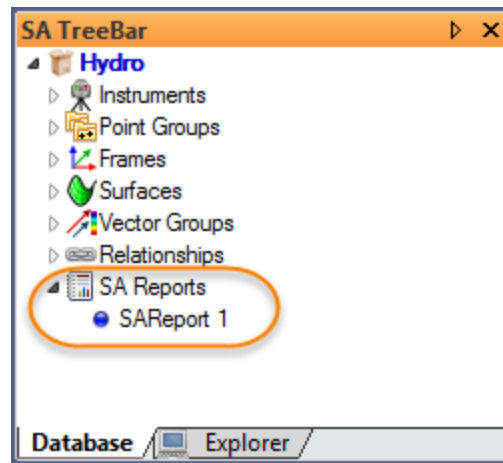 SA TreeBar
Hydro
Instruments
Point Groups
Frames
Surfaces
Vector Groups
Relationships
SA Reports
SAReport 1
Database Explorer